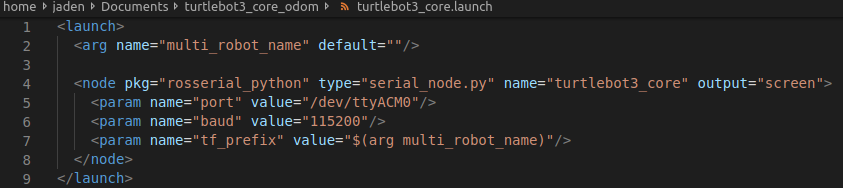 home › jaden › Documents › turtlebot3_core_odom › turtlebot3_core.launch
1 <launch>
2   <arg name="multi_robot_name" default=""/>
3
4   <node pkg="rosserial_python" type="serial_node.py" name="turtlebot3_core" output="screen">
5     <param name="port" value="/dev/ttyACM0"/>
6     <param name="baud" value="115200"/>
7     <param name="tf_prefix" value="$(arg multi_robot_name)"/>
8   </node>
9 </launch>